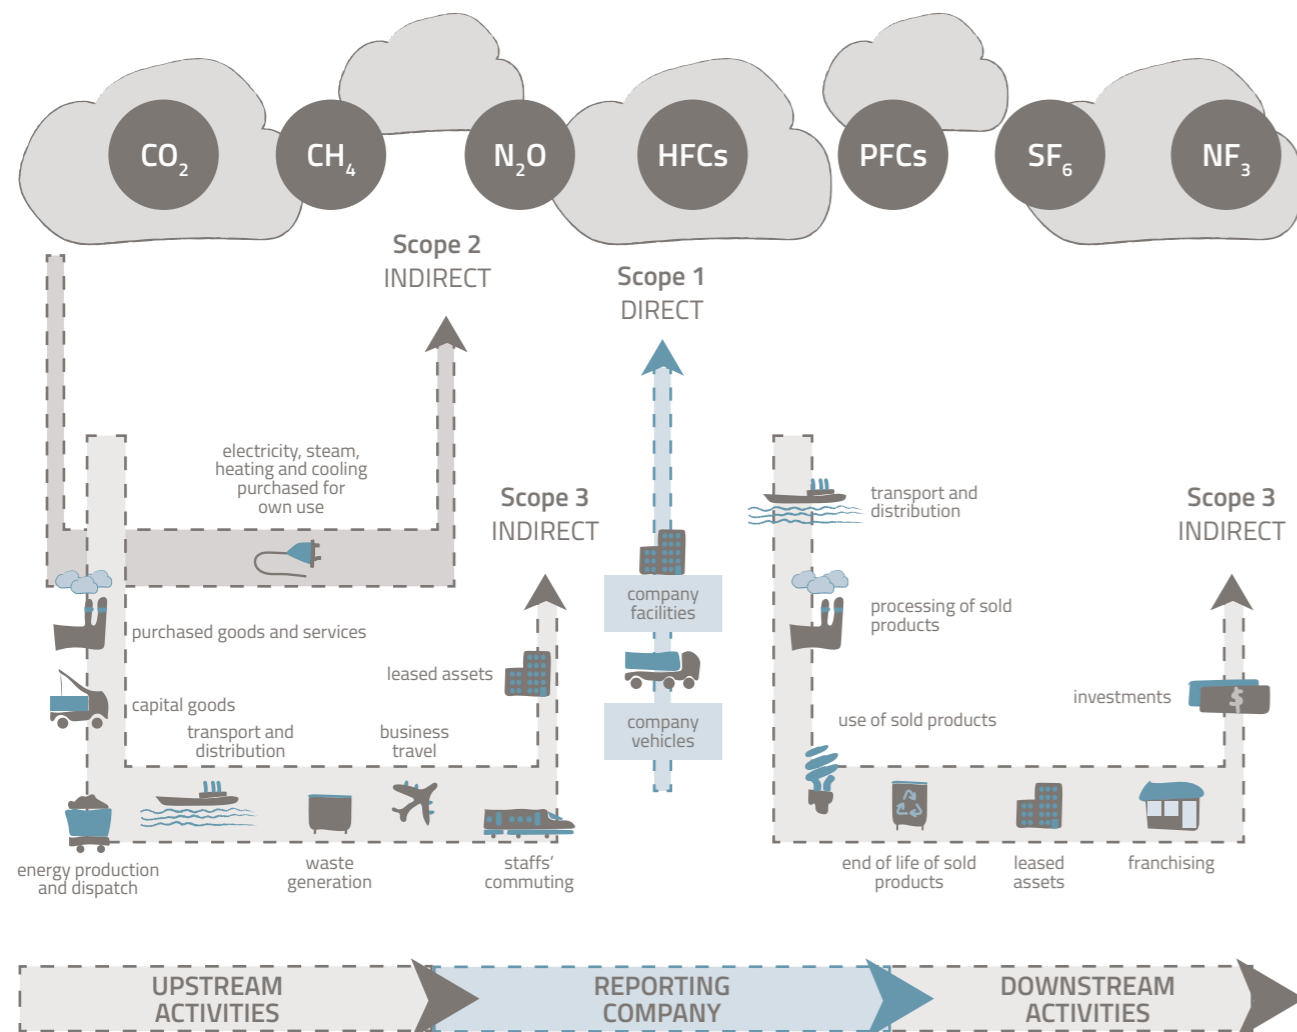 CO₂
CH₄
N₂O
HFCs
PFCs
SF₆
NF₃
Scope 2
INDIRECT
Scope 1
DIRECT
electricity, steam,
heating and cooling
purchased for
own use
Scope 3
INDIRECT
transport and
distribution
Scope 3
INDIRECT
company
facilities
purchased goods and services
processing of sold
products
leased assets
capital goods
investments
transport and
distribution
business
travel
company
vehicles
use of sold products
$
energy production
and dispatch
waste
generation
staffs’
commuting
end of life of sold
products
leased
assets
franchising
UPSTREAM
ACTIVITIES
REPORTING
COMPANY
DOWNSTREAM
ACTIVITIES